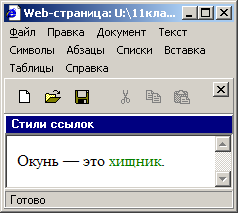 Web-страница: U:\11кла...
Файл Правка Документ Текст
Символы Абзацы Списки Вставка
Таблицы Справка
Стили ссылок
Окунь — это хищник.
Готово